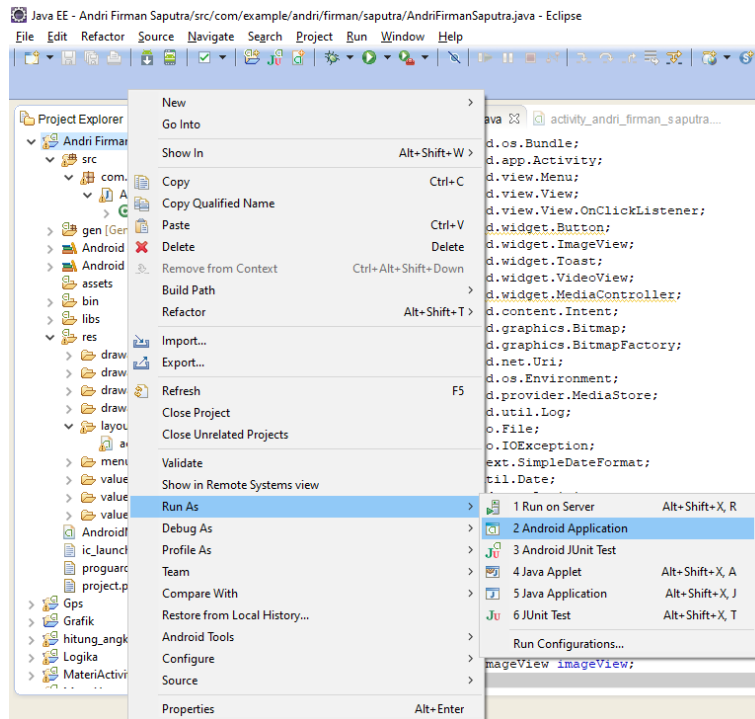 Java EE - Andri Firman Saputra/src/com/example/andri/firman/saputra/AndriFirmanSaputra.java - Eclipse
File Edit Refactor Source Navigate Search Project Run Window Help
Project Explorer
Andri Firmar
src
com.
A
gen [Ger
Android
Android
assets
bin
libs
res
draw
draw
draw
draw
layou
a
menu
value
value
value
AndroidM
ic_launch
proguard
project.p
Gps
Grafik
hitung_angk
Logika
MateriActivi
New
Go Into
Show In Alt+Shift+W
Copy Ctrl+C
Copy Qualified Name
Paste Ctrl+V
Delete Delete
Remove from Context Ctrl+Alt+Shift+Down
Build Path
Refactor Alt+Shift+T
Import...
Export...
Refresh F5
Close Project
Close Unrelated Projects
Validate
Show in Remote Systems view
Run As
Debug As
Profile As
Team
Compare With
Restore from Local History...
Android Tools
Configure
Source
Properties Alt+Enter
1 Run on Server Alt+Shift+X, R
2 Android Application
3 Android JUnit Test
4 Java Applet Alt+Shift+X, A
5 Java Application Alt+Shift+X, J
6 JUnit Test Alt+Shift+X, T
Run Configurations...
ava activity_andri_firman_saputra....
d.os.Bundle;
d.app.Activity;
d.view.Menu;
d.view.View;
d.view.View.OnClickListener;
d.widget.Button;
d.widget.ImageView;
d.widget.Toast;
d.widget.VideoView;
d.widget.MediaController;
d.content.Intent;
d.graphics.Bitmap;
d.graphics.BitmapFactory;
d.net.Uri;
d.os.Environment;
d.provider.MediaStore;
d.util.Log;
o.File;
o.IOException;
ext.SimpleDateFormat;
til.Date;
mageView imageView;